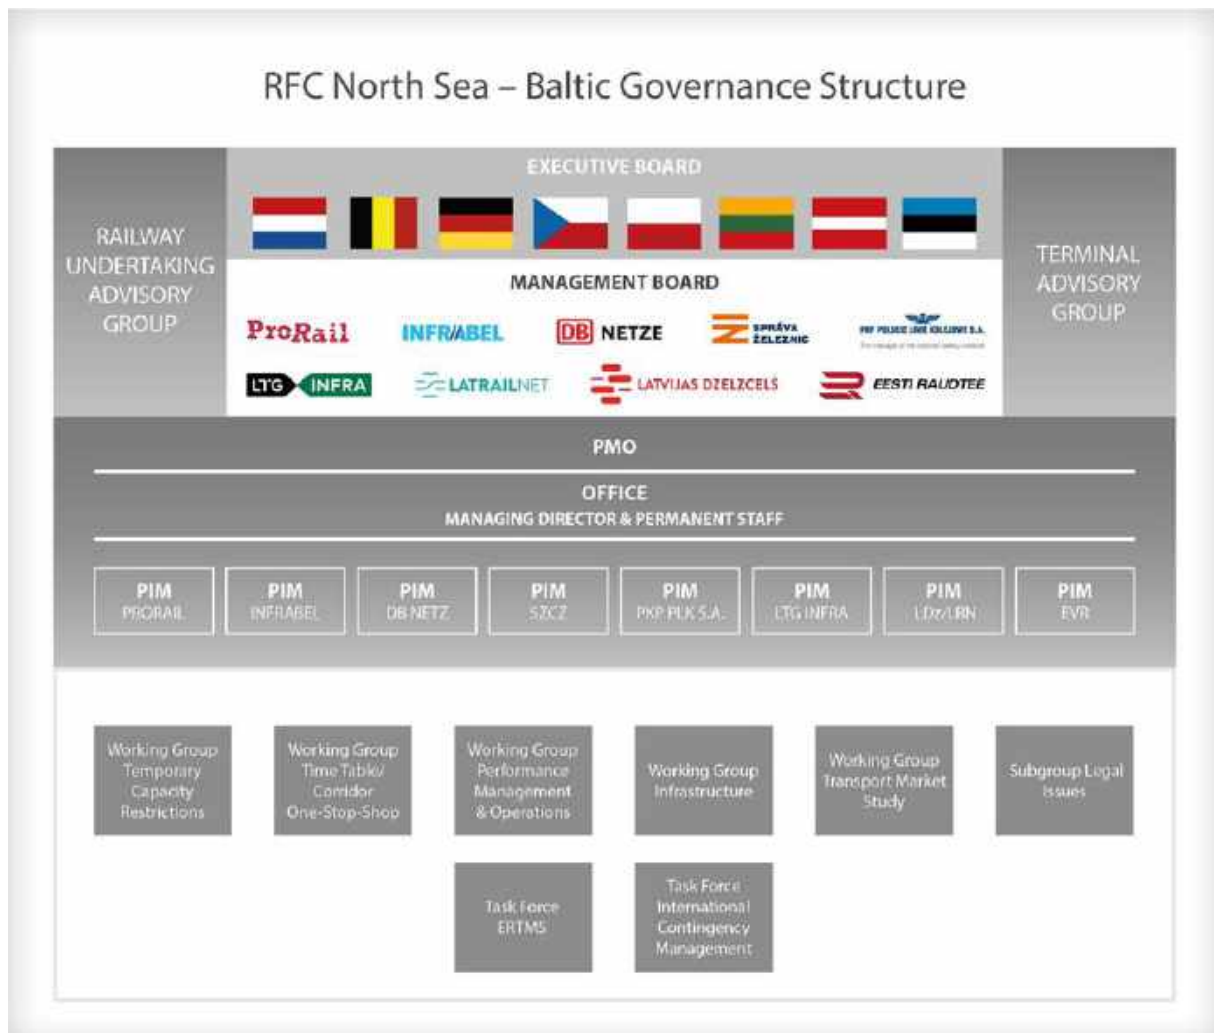 RFC North Sea – Baltic Governance Structure
EXECUTIVE BOARD
RAILWAY
UNDERTAKING
ADVISORY
GROUP
TERMINAL
ADVISORY
GROUP
MANAGEMENT BOARD
ProRail
INFRABEL
DB NETZE
SPRÁVA
ŽELEZNIC
PKP POLSKIE LINIE KOLEJOWE S.A.
LTG INFRA
LATRAILNET
LATVIJAS DZELZCEĻŠ
EESTI RAUDTEE
PMO
OFFICE
MANAGING DIRECTOR & PERMANENT STAFF
PIM
PRORAIL
PIM
INFRABEL
PIM
DB NETZ
PIM
SZCZ
PIM
PKP PLK S.A.
PIM
LTG INFRA
PIM
LDz/LRN
PIM
EVR
Working Group
Temporary
Capacity
Restrictions
Working Group
Time Table/
Corridor
One-Stop-Shop
Working Group
Performance
Management
& Operations
Working Group
Infrastructure
Working Group
Transport Market
Study
Subgroup Legal
Issues
Task Force
ERTMS
Task Force
International
Contingency
Management